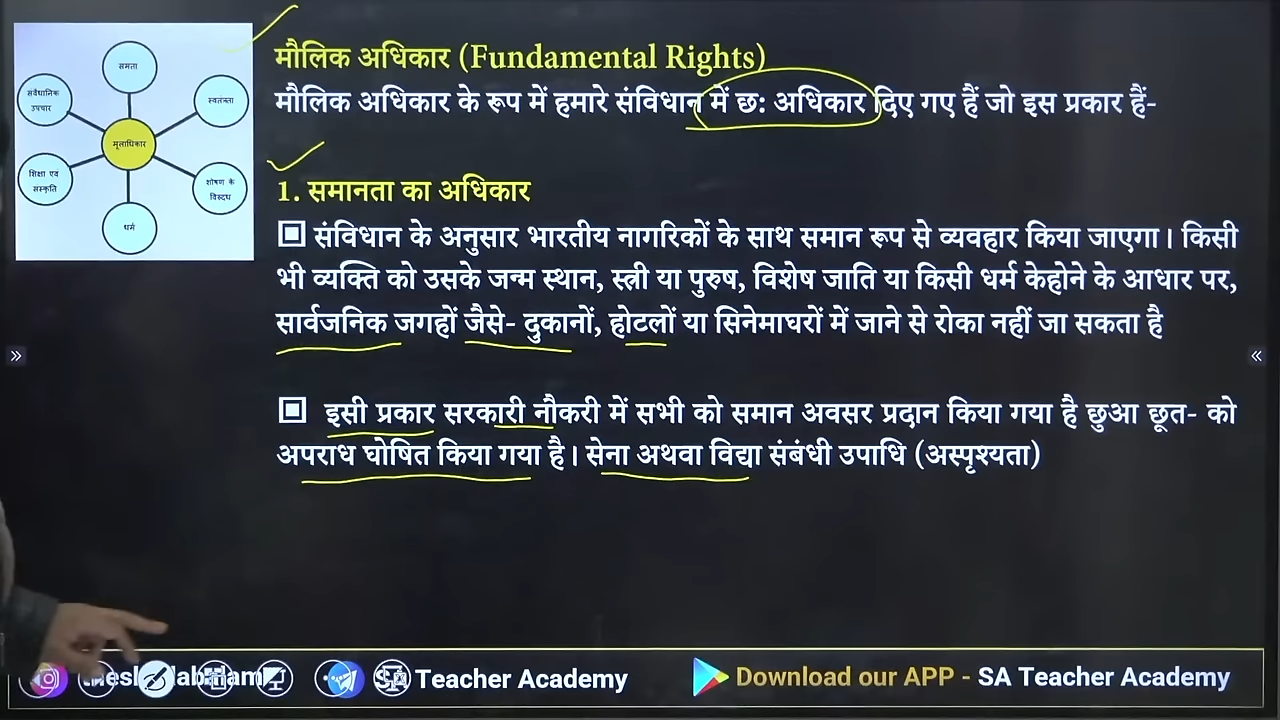 समता
संवैधानिक
उपचार
स्वतंत्रता
मूलाधिकार
शिक्षा एवं
संस्कृति
शोषण के
विरुदध
धर्म
मौलिक अधिकार (Fundamental Rights)
मौलिक अधिकार के रूप में हमारे संविधान में छ: अधिकार दिए गए हैं जो इस प्रकार हैं-
1. समानता का अधिकार
संविधान के अनुसार भारतीय नागरिकों के साथ समान रूप से व्यवहार किया जाएगा। किसी
भी व्यक्ति को उसके जन्म स्थान, स्त्री या पुरुष, विशेष जाति या किसी धर्म केहोने के आधार पर,
सार्वजनिक जगहों जैसे- दुकानों, होटलों या सिनेमाघरों में जाने से रोका नहीं जा सकता है
इसी प्रकार सरकारी नौकरी में सभी को समान अवसर प्रदान किया गया है छुआ छूत- को
अपराध घोषित किया गया है। सेना अथवा विद्या संबंधी उपाधि (अस्पृश्यता)
Teacher Academy
Download our APP - SA Teacher Academy